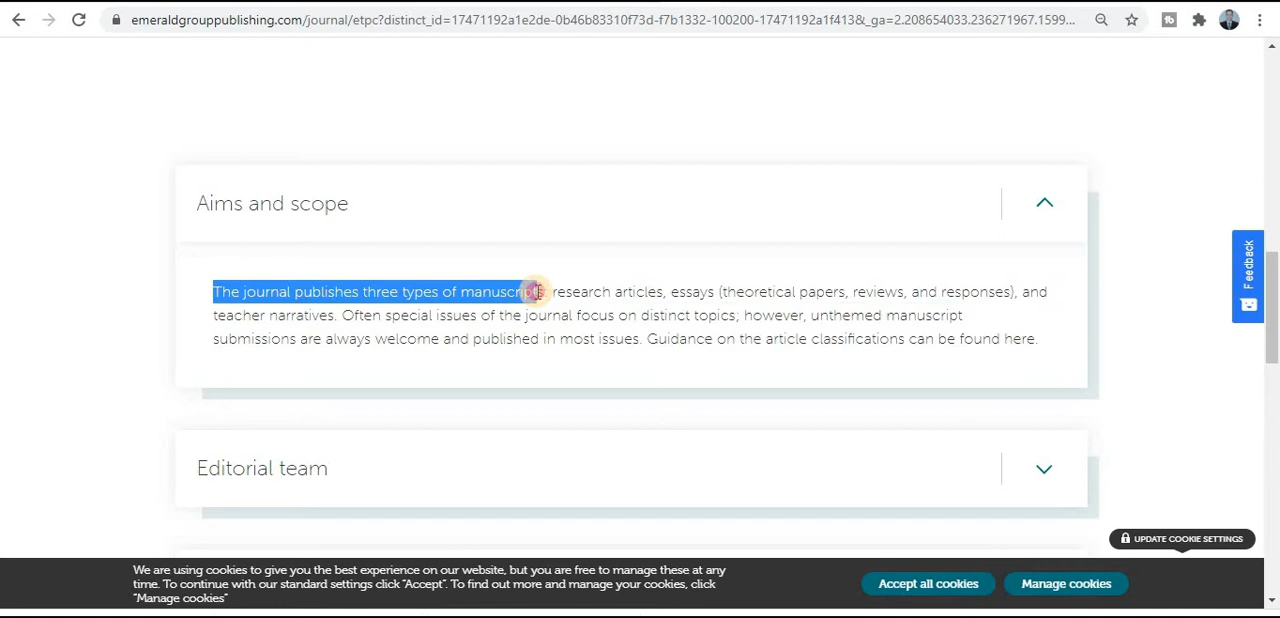 emeraldgrouppublishing.com/journal/etpc?distinct_id=17471192a1e2de-0b46b83310f73d-f7b1332-100200-17471192a1f413&_ga=2.208654033.236271967.1599...
Aims and scope
The journal publishes three types of manuscripts: research articles, essays (theoretical papers, reviews, and responses), and
teacher narratives. Often special issues of the journal focus on distinct topics; however, unthemed manuscript
submissions are always welcome and published in most issues. Guidance on the article classifications can be found here.
Feedback
Editorial team
UPDATE COOKIE SETTINGS
We are using cookies to give you the best experience on our website, but you are free to manage these at any
time. To continue with our standard settings click "Accept". To find out more and manage your cookies, click
"Manage cookies"
Accept all cookies
Manage cookies